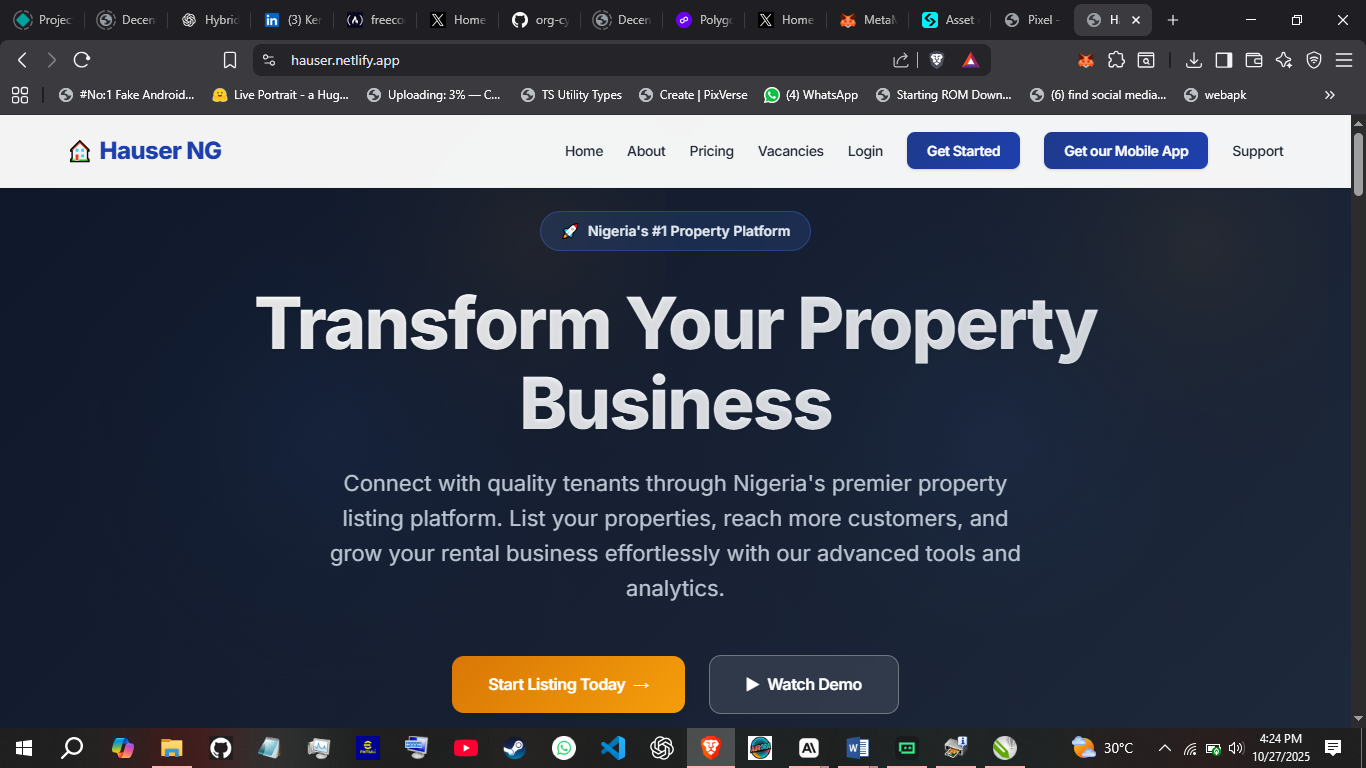 Projec
Decen
Hybrid
(3) Ker
freeco
Home
org-cy
Decen
Polygo
Home
MetaM
Asset
Pixel -
H
hauser.netlify.app
#No:1 Fake Android...
Live Portrait - a Hug...
Uploading: 3% — C...
TS Utility Types
Create | PixVerse
(4) WhatsApp
Starting ROM Down...
(6) find social media...
webapk
Hauser NG
Home
About
Pricing
Vacancies
Login
Get Started
Get our Mobile App
Support
Nigeria's #1 Property Platform
Transform Your Property
Business
Connect with quality tenants through Nigeria's premier property
listing platform. List your properties, reach more customers, and
grow your rental business effortlessly with our advanced tools and
analytics.
Start Listing Today →
▶ Watch Demo
30°C
4:24 PM
10/27/2025